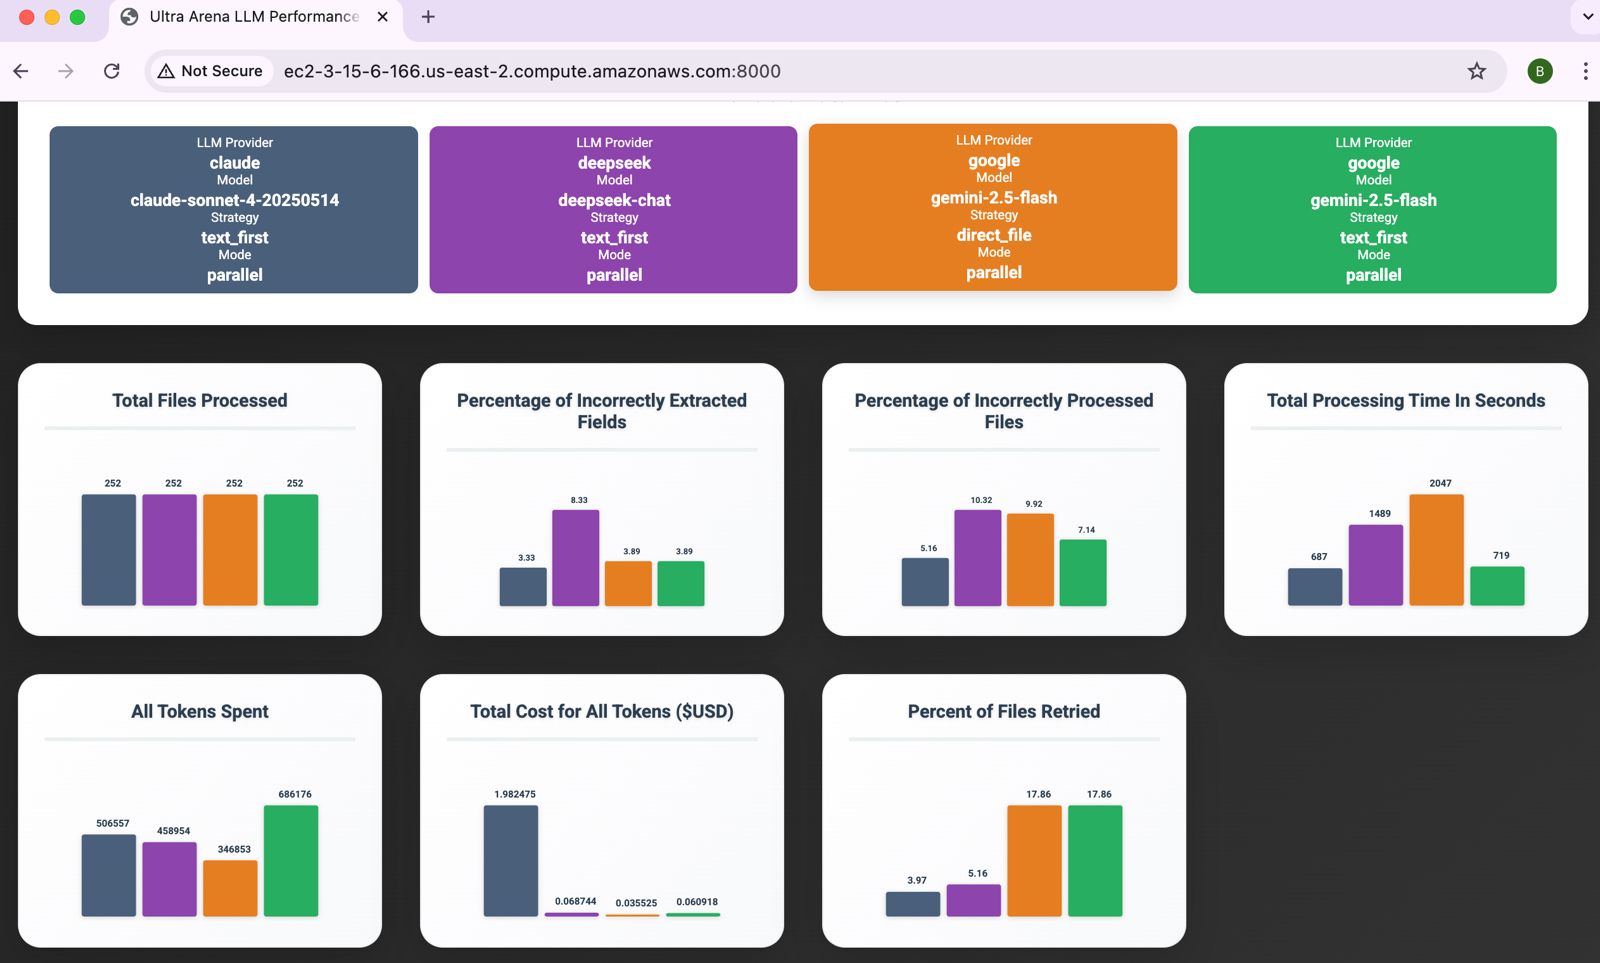 Ultra Arena LLM Performance
Not Secure
ec2-3-15-6-166.us-east-2.compute.amazonaws.com:8000
B
LLM Provider
claude
Model
claude-sonnet-4-20250514
Strategy
text_first
Mode
parallel
LLM Provider
deepseek
Model
deepseek-chat
Strategy
text_first
Mode
parallel
LLM Provider
google
Model
gemini-2.5-flash
Strategy
direct_file
Mode
parallel
LLM Provider
google
Model
gemini-2.5-flash
Strategy
text_first
Mode
parallel
Total Files Processed
252 252 252 252
Percentage of Incorrectly Extracted
Fields
3.33 8.33 3.89 3.89
Percentage of Incorrectly Processed
Files
5.16 10.32 9.92 7.14
Total Processing Time In Seconds
687 1489 2047 719
All Tokens Spent
506557 458954 346853 686176
Total Cost for All Tokens ($USD)
1.982475 0.068744 0.035525 0.060918
Percent of Files Retried
3.97 5.16 17.86 17.86